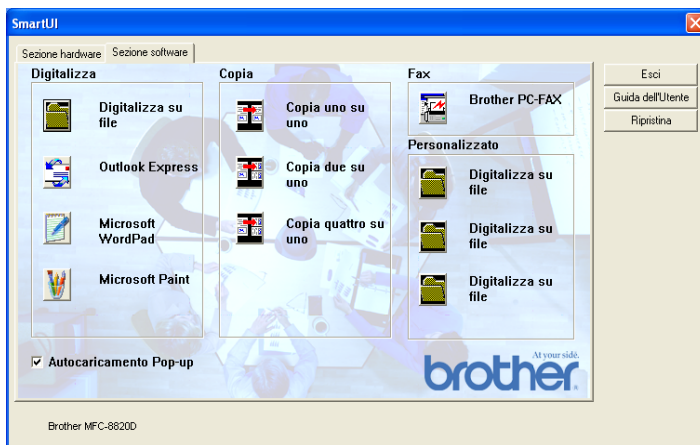 SmartUI
Sezione hardware
Sezione software
Digitalizza
Digitalizza su
file
Outlook Express
Microsoft
WordPad
Microsoft Paint
Copia
Copia uno su
uno
Copia due su
uno
Copia quattro su
uno
Fax
Brother PC-FAX
Personalizzato
Digitalizza su
file
Digitalizza su
file
Digitalizza su
file
Esci
Guida dell'Utente
Ripristina
Autocaricamento Pop-up
At your side.
brother
Brother MFC-8820D